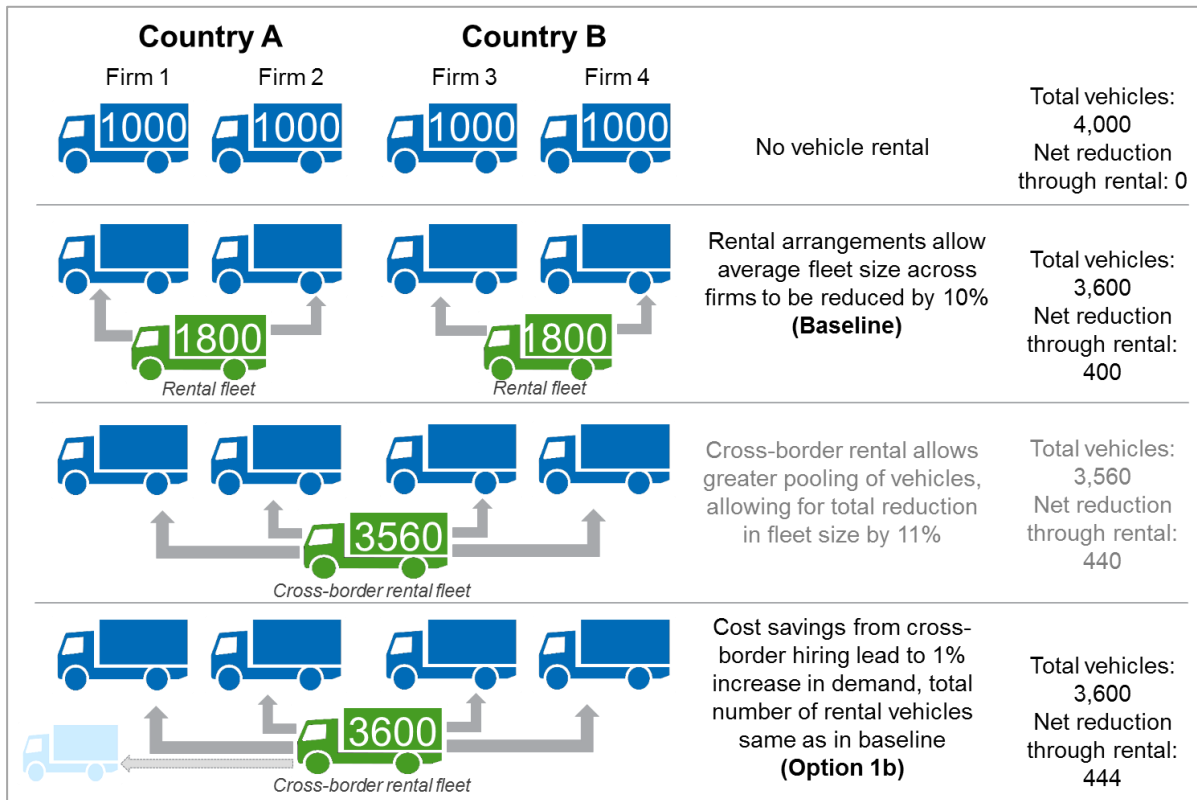 Country A
Country B
Firm 1
Firm 2
Firm 3
Firm 4
1000
1000
1000
1000
No vehicle rental
Total vehicles:
4,000
Net reduction
through rental: 0
1800
Rental fleet
1800
Rental fleet
Rental arrangements allow
average fleet size across
firms to be reduced by 10%
(Baseline)
Total vehicles:
3,600
Net reduction
through rental:
400
3560
Cross-border rental fleet
Cross-border rental allows
greater pooling of vehicles,
allowing for total reduction
in fleet size by 11%
Total vehicles:
3,560
Net reduction
through rental:
440
3600
Cross-border rental fleet
Cost savings from cross-
border hiring lead to 1%
increase in demand, total
number of rental vehicles
same as in baseline
(Option 1b)
Total vehicles:
3,600
Net reduction
through rental:
444